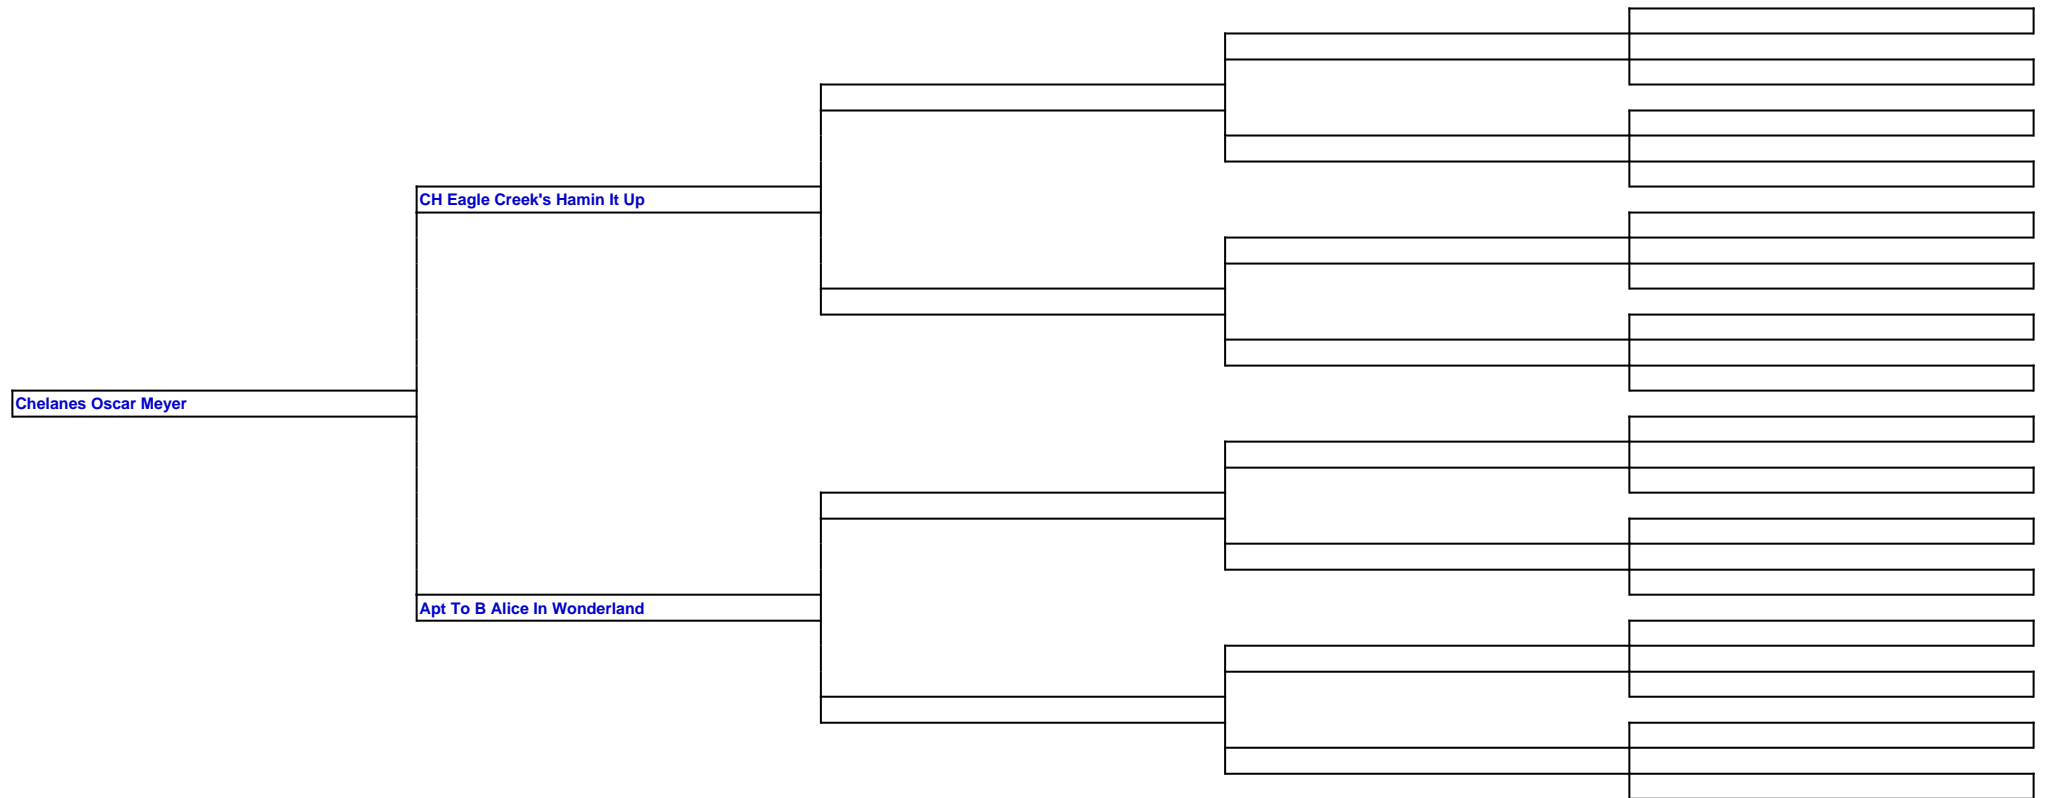 CH Eagle Creek's Hamin It Up
Chelanes Oscar Meyer
Apt To B Alice In Wonderland